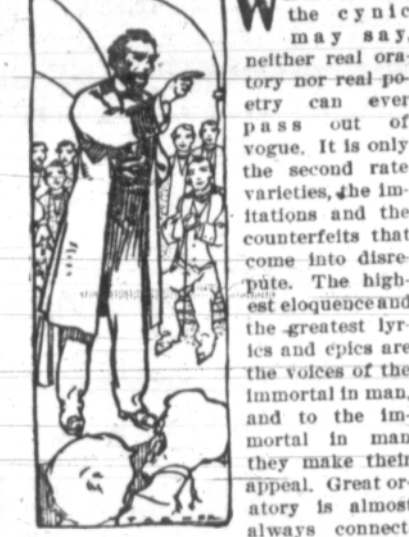 W
the cynic
may say,
neither real ora-
tory nor real po-
etry can ever
pass out of
vogue. It is only
the second rate
varieties, the im-
itations and the
counterfeits that
come into disre-
pute. The high-
est eloquence and
the greatest lyr-
ics and epics are
the voices of the
immortal in man,
and to the im-
mortal in man
they make their
appeal. Great or-
atory is almost
always connect-